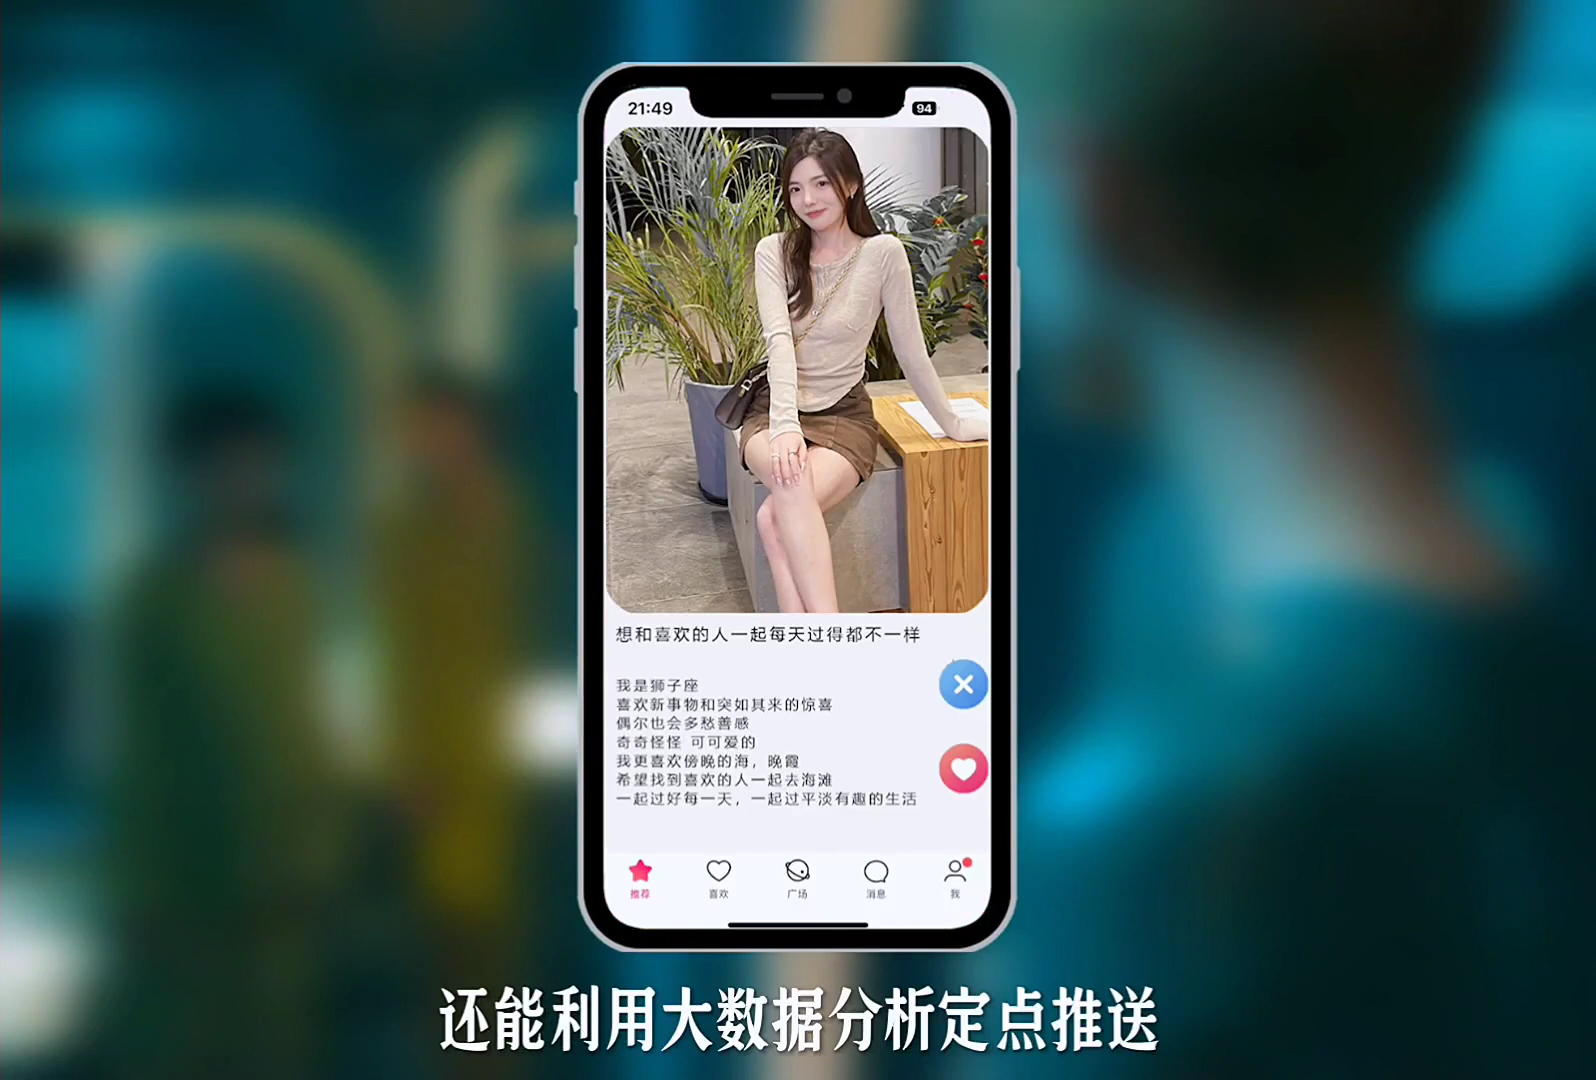 21:49
94
想和喜欢的人一起每天过得都不一样
我是狮子座
喜欢新事物和突如其来的惊喜
偶尔也会多愁善感
奇奇怪怪 可可爱的
我更喜欢傍晚的海，晚霞
希望找到喜欢的人一起去海滩
一起过好每一天，一起过平淡有趣的生活
推荐
喜欢
广场
消息
我
还能利用大数据分析定点推送